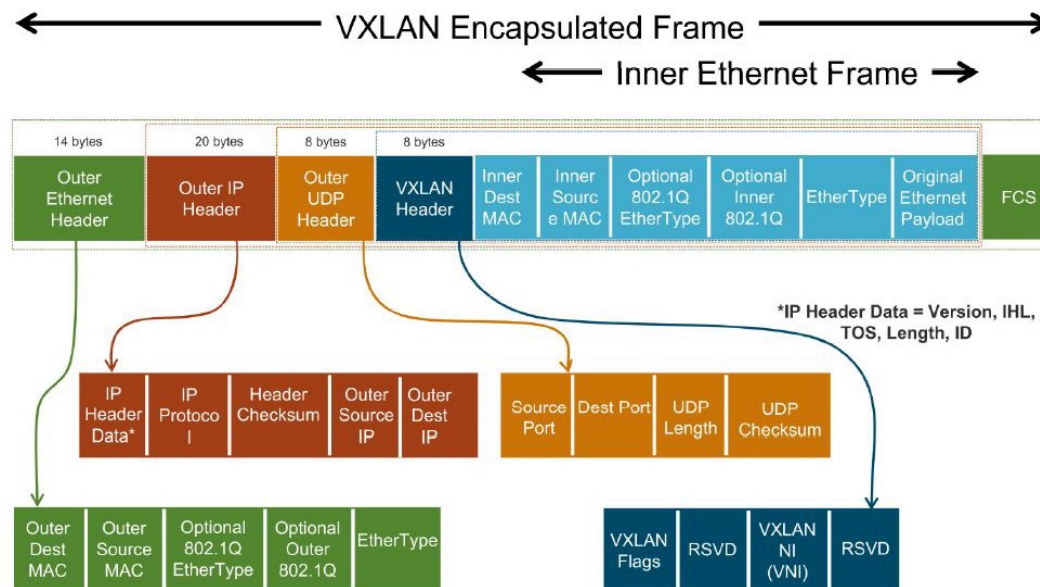 VXLAN Encapsulated Frame
Inner Ethernet Frame
14 bytes
20 bytes
8 bytes
8 bytes
Outer
Ethernet
Header
Outer IP
Header
Outer
UDP
Header
VXLAN
Header
Inner
Dest
MAC
Inner
Sourc
e MAC
Optional
802.1Q
EtherType
Optional
Inner
802.1Q
EtherType
Original
Ethernet
Payload
FCS
*IP Header Data = Version, IHL,
TOS, Length, ID
IP
Header
Data*
IP
Protoco
l
Header
Checksum
Outer
Source
IP
Outer
Dest
IP
Source
Port
Dest Port
UDP
Length
UDP
Checksum
Outer
Dest
MAC
Outer
Source
MAC
Optional
802.1Q
EtherType
Optional
Outer
802.1Q
EtherType
VXLAN
Flags
RSVD
VXLAN
NI
(VNI)
RSVD